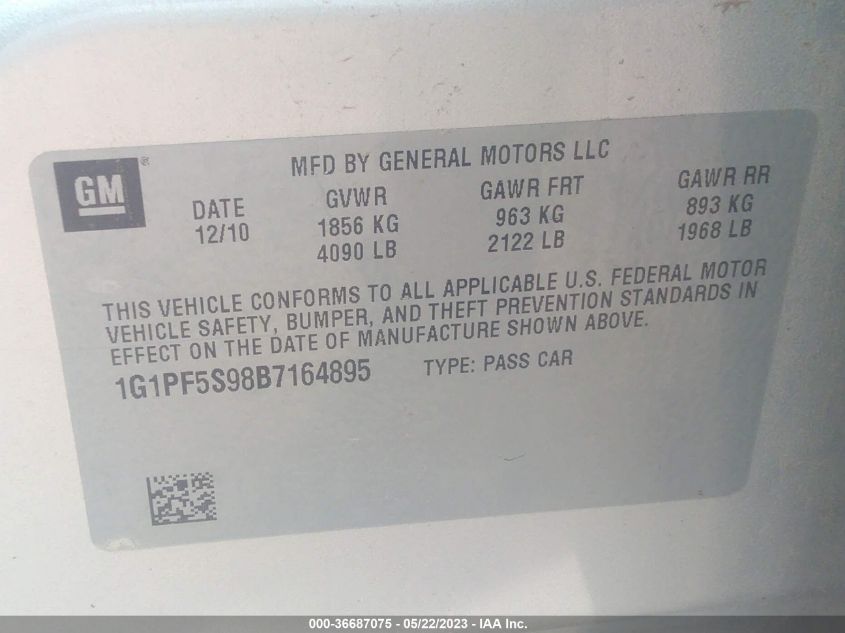 GM ®
MFD BY GENERAL MOTORS LLC
DATE GVWR GAWR FRT GAWR RR
12/10 1856 KG 963 KG 893 KG
4090 LB 2122 LB 1968 LB
THIS VEHICLE CONFORMS TO ALL APPLICABLE U.S. FEDERAL MOTOR
VEHICLE SAFETY, BUMPER, AND THEFT PREVENTION STANDARDS IN
EFFECT ON THE DATE OF MANUFACTURE SHOWN ABOVE.
1G1PF5S98B7164895 TYPE: PASS CAR
000-36687075 - 05/22/2023 - IAA Inc.